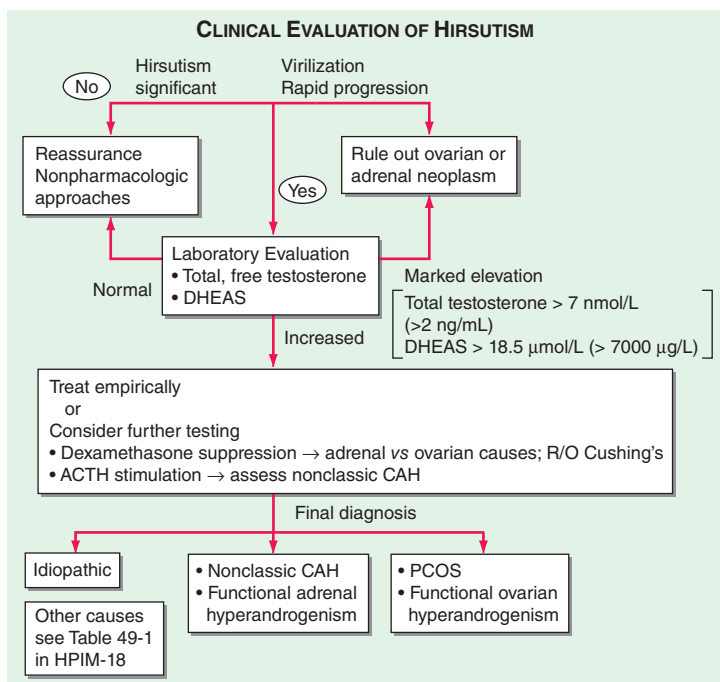 CLINICAL EVALUATION OF HIRSUTISM
Hirsutism
significant
Virilization
Rapid progression
No
Reassurance
Nonpharmacologic
approaches
Rule out ovarian or
adrenal neoplasm
Yes
Laboratory Evaluation
• Total, free testosterone
• DHEAS
Normal
Marked elevation
Total testosterone > 7 nmol/L
(>2 ng/mL)
DHEAS > 18.5 μmol/L (> 7000 μg/L)
Increased
Treat empirically
or
Consider further testing
• Dexamethasone suppression → adrenal vs ovarian causes; R/O Cushing's
• ACTH stimulation → assess nonclassic CAH
Final diagnosis
Idiopathic
• Nonclassic CAH
• Functional adrenal
hyperandrogenism
• PCOS
• Functional ovarian
hyperandrogenism
Other causes
see Table 49-1
in HPIM-18